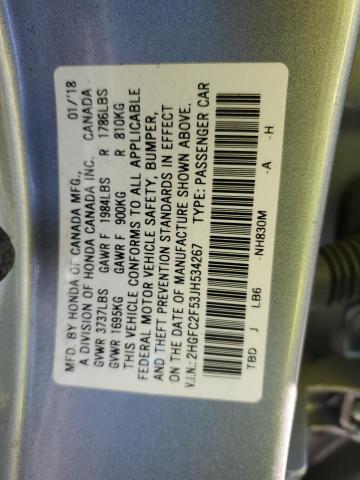 MFD. BY HONDA OF CANADA MFG., 01/'18
A DIVISION OF HONDA CANADA INC. CANADA
GVWR 3737LBS GAWR F 1984LBS R 1786LBS
GVWR 1695KG GAWR F 900KG R 810KG
THIS VEHICLE CONFORMS TO ALL APPLICABLE
FEDERAL MOTOR VEHICLE SAFETY, BUMPER,
AND THEFT PREVENTION STANDARDS IN EFFECT
ON THE DATE OF MANUFACTURE SHOWN ABOVE.
V.I.N.: 2HGFC2F53JH534267 TYPE: PASSENGER CAR
TBD J LB6 -NH830M -A -H